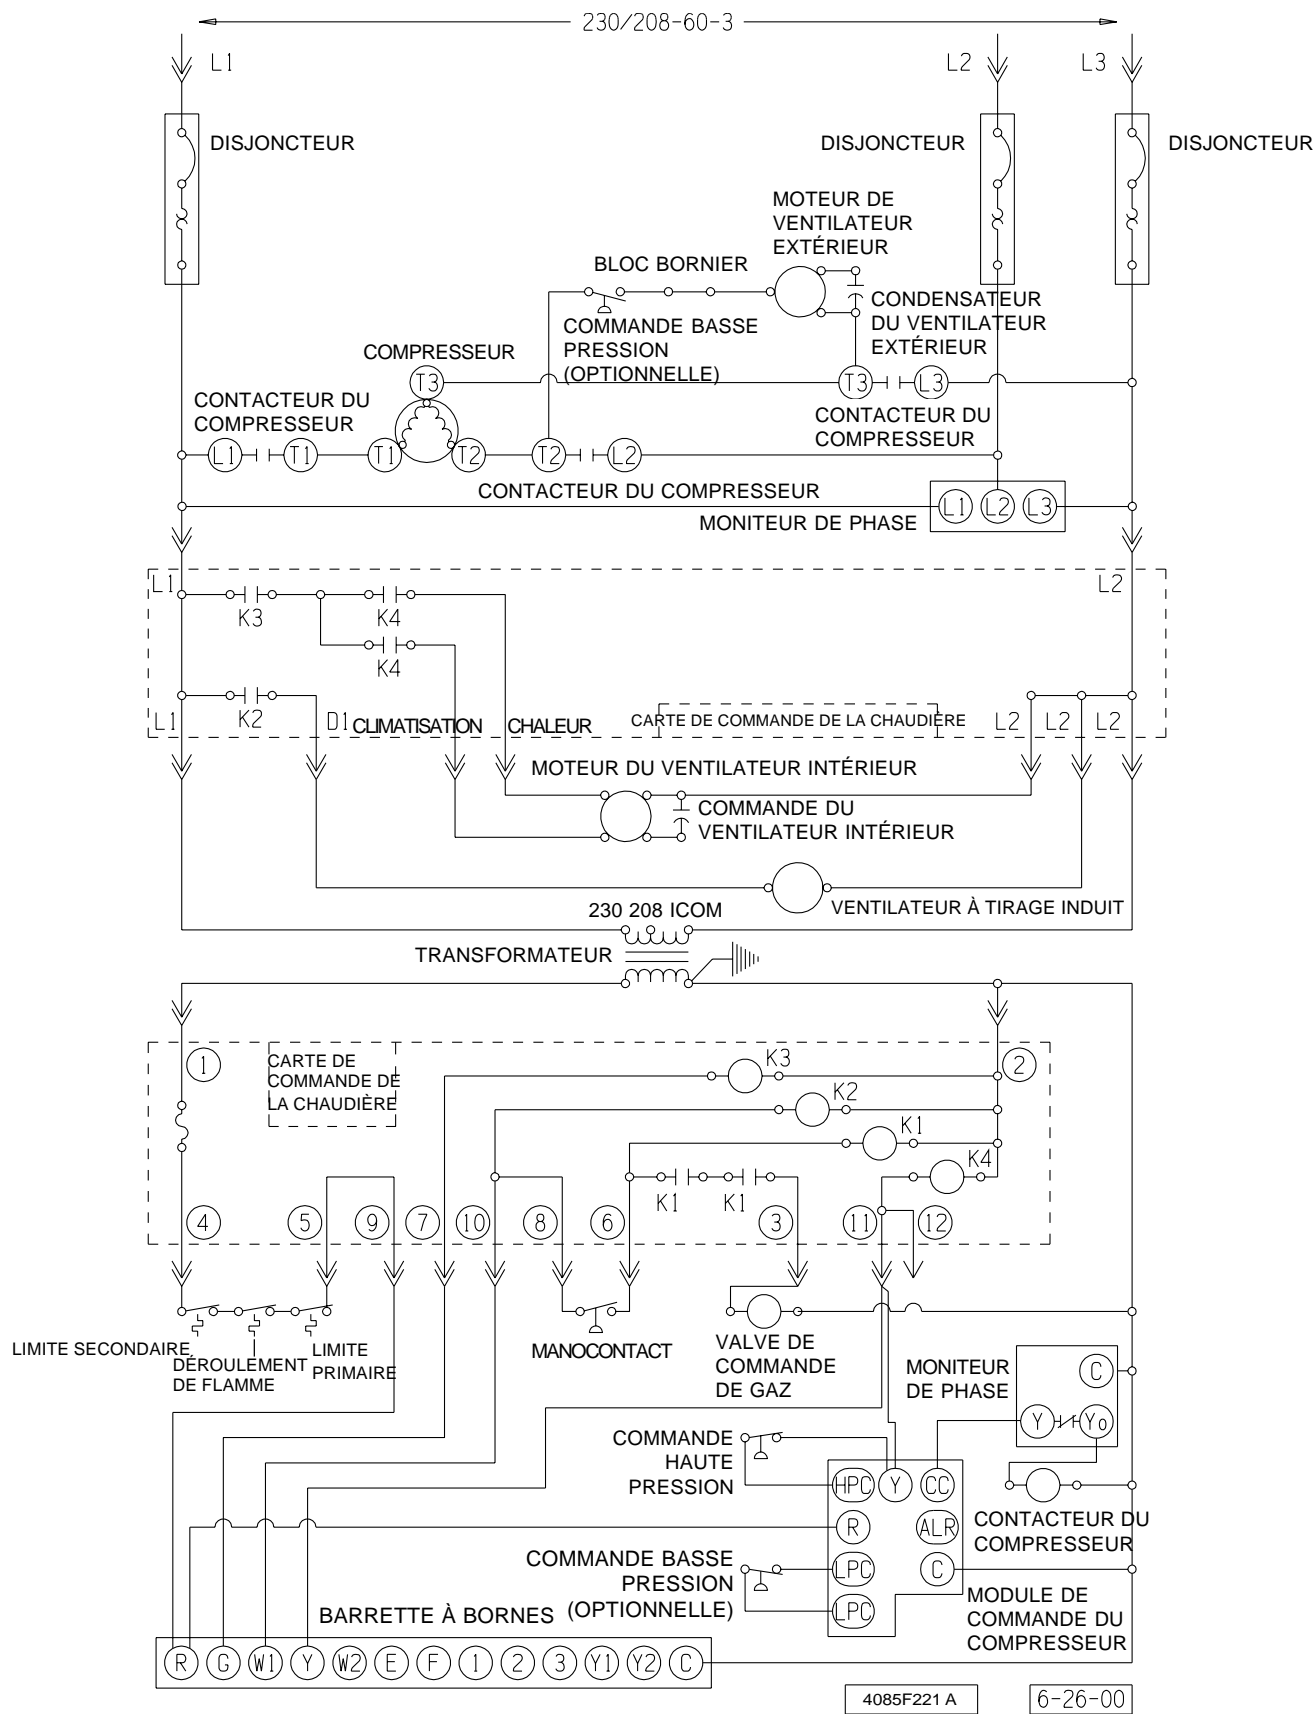 230/208-60-3
L1
L2
L3
DISJONCTEUR
DISJONCTEUR
DISJONCTEUR
MOTEUR DE
VENTILATEUR
EXTÉRIEUR
BLOC BORNIER
CONDENSATEUR
DU VENTILATEUR
EXTÉRIEUR
COMMANDE BASSE
PRESSION
(OPTIONNELLE)
COMPRESSEUR
T3
T3
L3
CONTACTEUR DU
COMPRESSEUR
CONTACTEUR DU
COMPRESSEUR
L1
T1
T1
T2
T2
L2
CONTACTEUR DU COMPRESSEUR
MONITEUR DE PHASE
L1
L2
L3
L1
L2
K3
K4
K4
K2
L1
D1
CLIMATISATION
CHALEUR
CARTE DE COMMANDE DE LA CHAUDIÈRE
L2
L2
L2
MOTEUR DU VENTILATEUR INTÉRIEUR
COMMANDE DU
VENTILATEUR INTÉRIEUR
VENTILATEUR À TIRAGE INDUIT
230 208 ICOM
TRANSFORMATEUR
1
CARTE DE
COMMANDE DE
LA CHAUDIÈRE
K3
2
K2
K1
K4
K1
K1
4
5
9
7
10
8
6
3
11
12
LIMITE SECONDAIRE
DÉROULEMENT
DE FLAMME
LIMITE
PRIMAIRE
MANOCONTACT
VALVE DE
COMMANDE
DE GAZ
MONITEUR
DE PHASE
C
Y
Yo
COMMANDE
HAUTE
PRESSION
HPC
Y
CC
R
ALR
CONTACTEUR DU
COMPRESSEUR
COMMANDE BASSE
PRESSION
(OPTIONNELLE)
LPC
C
LPC
MODULE DE
COMMANDE DU
COMPRESSEUR
BARRETTE À BORNES
R G W1 Y W2 E F 1 2 3 Y1 Y2 C
4085F221 A
6-26-00